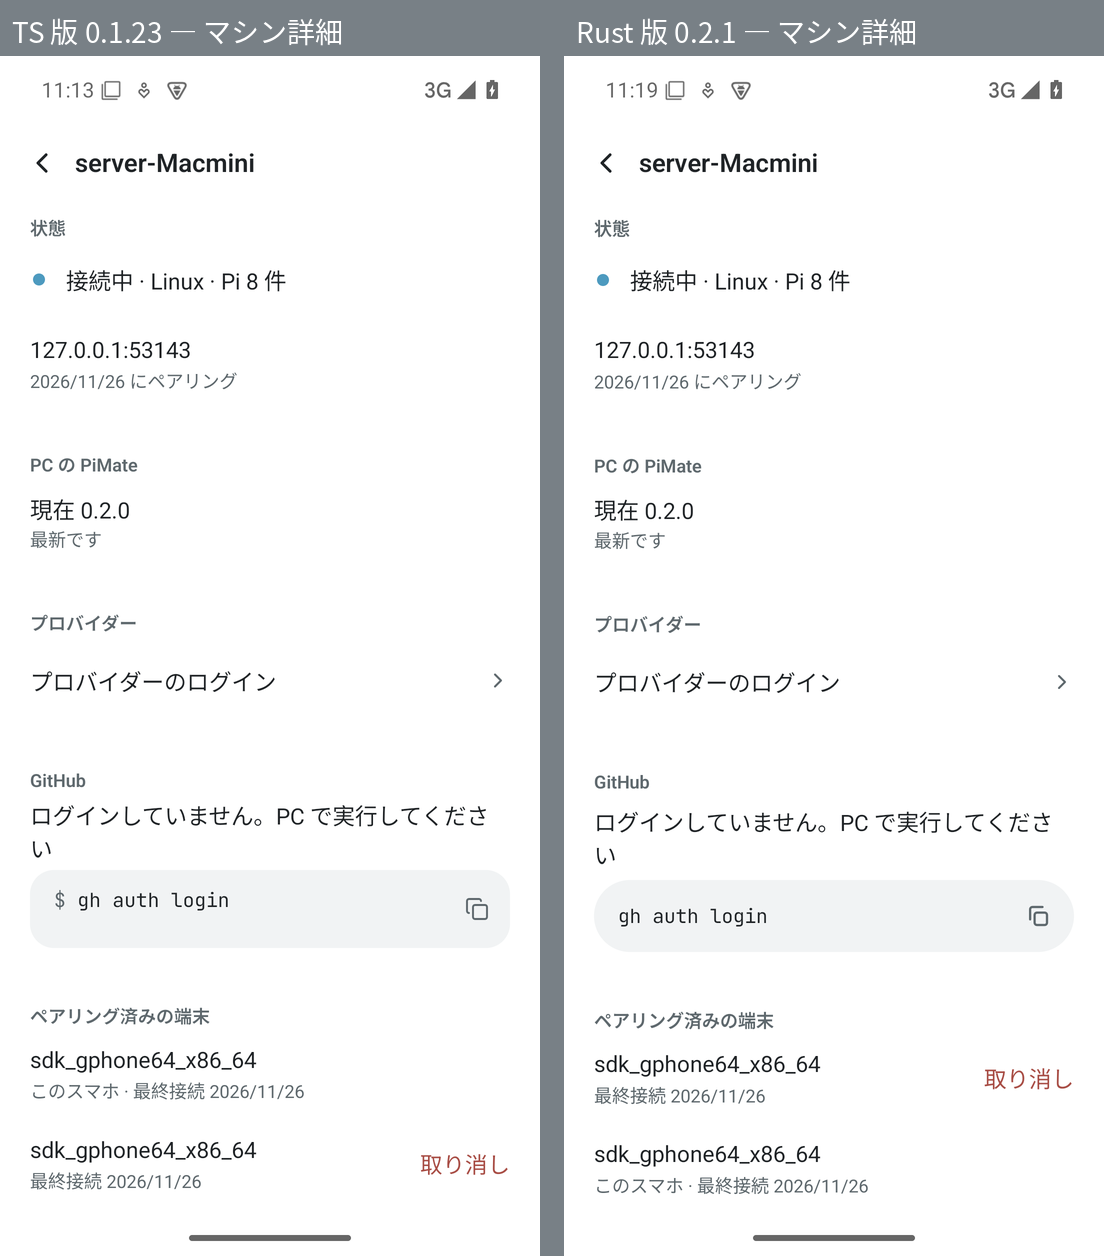 TS 版 0.1.23 — マシン詳細
11:13
3G
server-Macmini
状態
接続中 · Linux · Pi 8 件
127.0.0.1:53143
2026/11/26 にペアリング
PC の PiMate
現在 0.2.0
最新です
プロバイダー
プロバイダーのログイン
GitHub
ログインしていません。PC で実行してくださ
い
$ gh auth login
ペアリング済みの端末
sdk_gphone64_x86_64
このスマホ · 最終接続 2026/11/26
sdk_gphone64_x86_64
最終接続 2026/11/26
取り消し
Rust 版 0.2.1 — マシン詳細
11:19
3G
server-Macmini
状態
接続中 · Linux · Pi 8 件
127.0.0.1:53143
2026/11/26 にペアリング
PC の PiMate
現在 0.2.0
最新です
プロバイダー
プロバイダーのログイン
GitHub
ログインしていません。PC で実行してくださ
い
gh auth login
ペアリング済みの端末
sdk_gphone64_x86_64
最終接続 2026/11/26
取り消し
sdk_gphone64_x86_64
このスマホ · 最終接続 2026/11/26